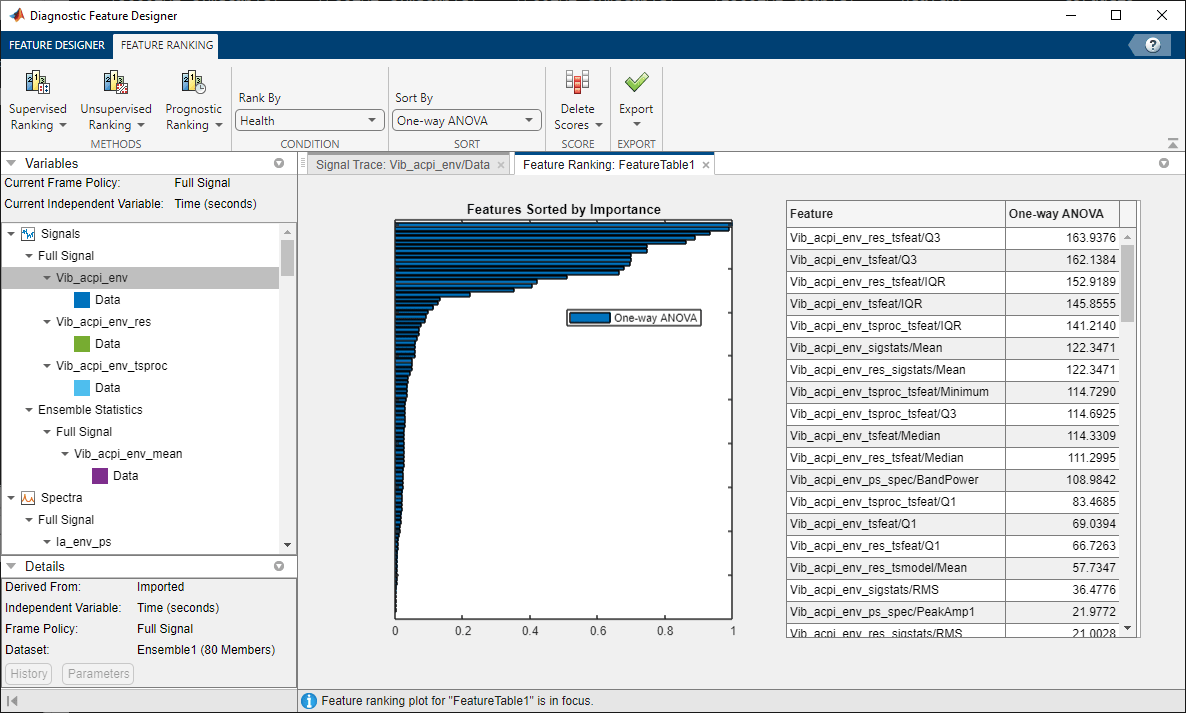 Diagnostic Feature Designer
FEATURE DESIGNER
FEATURE RANKING
?
Supervised Ranking
Unsupervised Ranking
Prognostic Ranking
METHODS
Rank By
Health
CONDITION
Sort By
One-way ANOVA
SORT
Delete Scores
SCORE
Export
EXPORT
Variables
Current Frame Policy: Full Signal
Current Independent Variable: Time (seconds)
Signals
Full Signal
Vib_acpi_env
Data
Vib_acpi_env_res
Data
Vib_acpi_env_tsproc
Data
Ensemble Statistics
Full Signal
Vib_acpi_env_mean
Data
Spectra
Full Signal
Ia_env_ps
Details
Derived From: Imported
Independent Variable: Time (seconds)
Frame Policy: Full Signal
Dataset: Ensemble1 (80 Members)
History
Parameters
Signal Trace: Vib_acpi_env/Data
Feature Ranking: FeatureTable1
Features Sorted by Importance
One-way ANOVA
0 0.2 0.4 0.6 0.8 1
Feature One-way ANOVA
Vib_acpi_env_res_tsfeat/Q3 163.9376
Vib_acpi_env_tsfeat/Q3 162.1384
Vib_acpi_env_res_tsfeat/IQR 152.9189
Vib_acpi_env_tsfeat/IQR 145.8555
Vib_acpi_env_tsproc_tsfeat/IQR 141.2140
Vib_acpi_env_sigstats/Mean 122.3471
Vib_acpi_env_res_sigstats/Mean 122.3471
Vib_acpi_env_tsproc_tsfeat/Minimum 114.7290
Vib_acpi_env_tsproc_tsfeat/Q3 114.6925
Vib_acpi_env_tsfeat/Median 114.3309
Vib_acpi_env_res_tsfeat/Median 111.2995
Vib_acpi_env_ps_spec/BandPower 108.9842
Vib_acpi_env_tsproc_tsfeat/Q1 83.4685
Vib_acpi_env_tsfeat/Q1 69.0394
Vib_acpi_env_res_tsfeat/Q1 66.7263
Vib_acpi_env_res_tsmodel/Mean 57.7347
Vib_acpi_env_sigstats/RMS 36.4776
Vib_acpi_env_ps_spec/PeakAmp1 21.9772
Vib_acpi_env_res_sigstats/RMS 21.0028
Feature ranking plot for "FeatureTable1" is in focus.